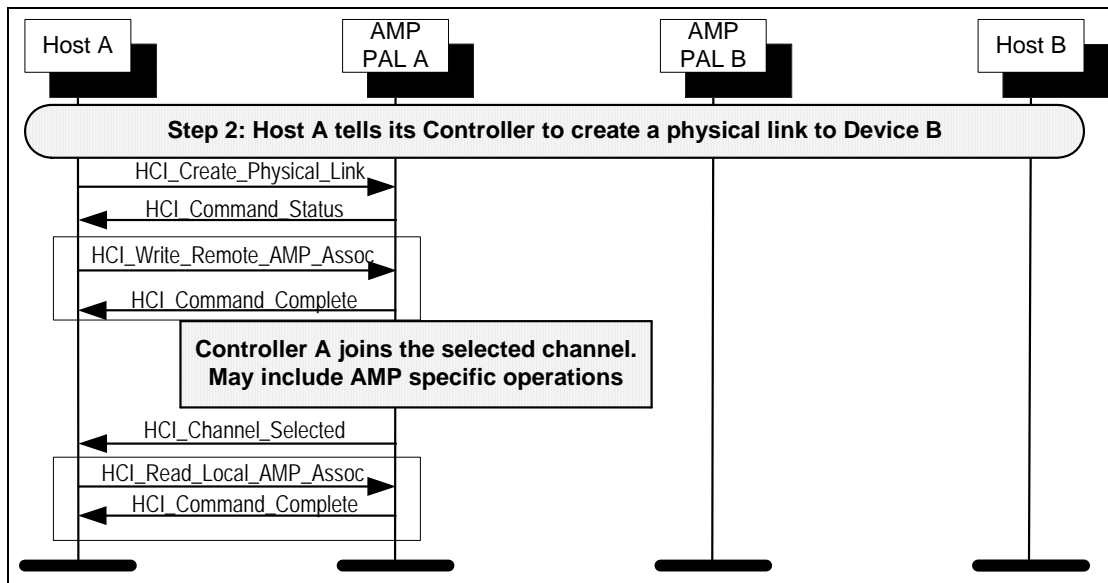 Host A
AMP
PAL A
AMP
PAL B
Host B
Step 2: Host A tells its Controller to create a physical link to Device B
HCI_Create_Physical_Link
HCI_Command_Status
HCI_Write_Remote_AMP_Assoc
HCI_Command_Complete
Controller A joins the selected channel.
May include AMP specific operations
HCI_Channel_Selected
HCI_Read_Local_AMP_Assoc
HCI_Command_Complete